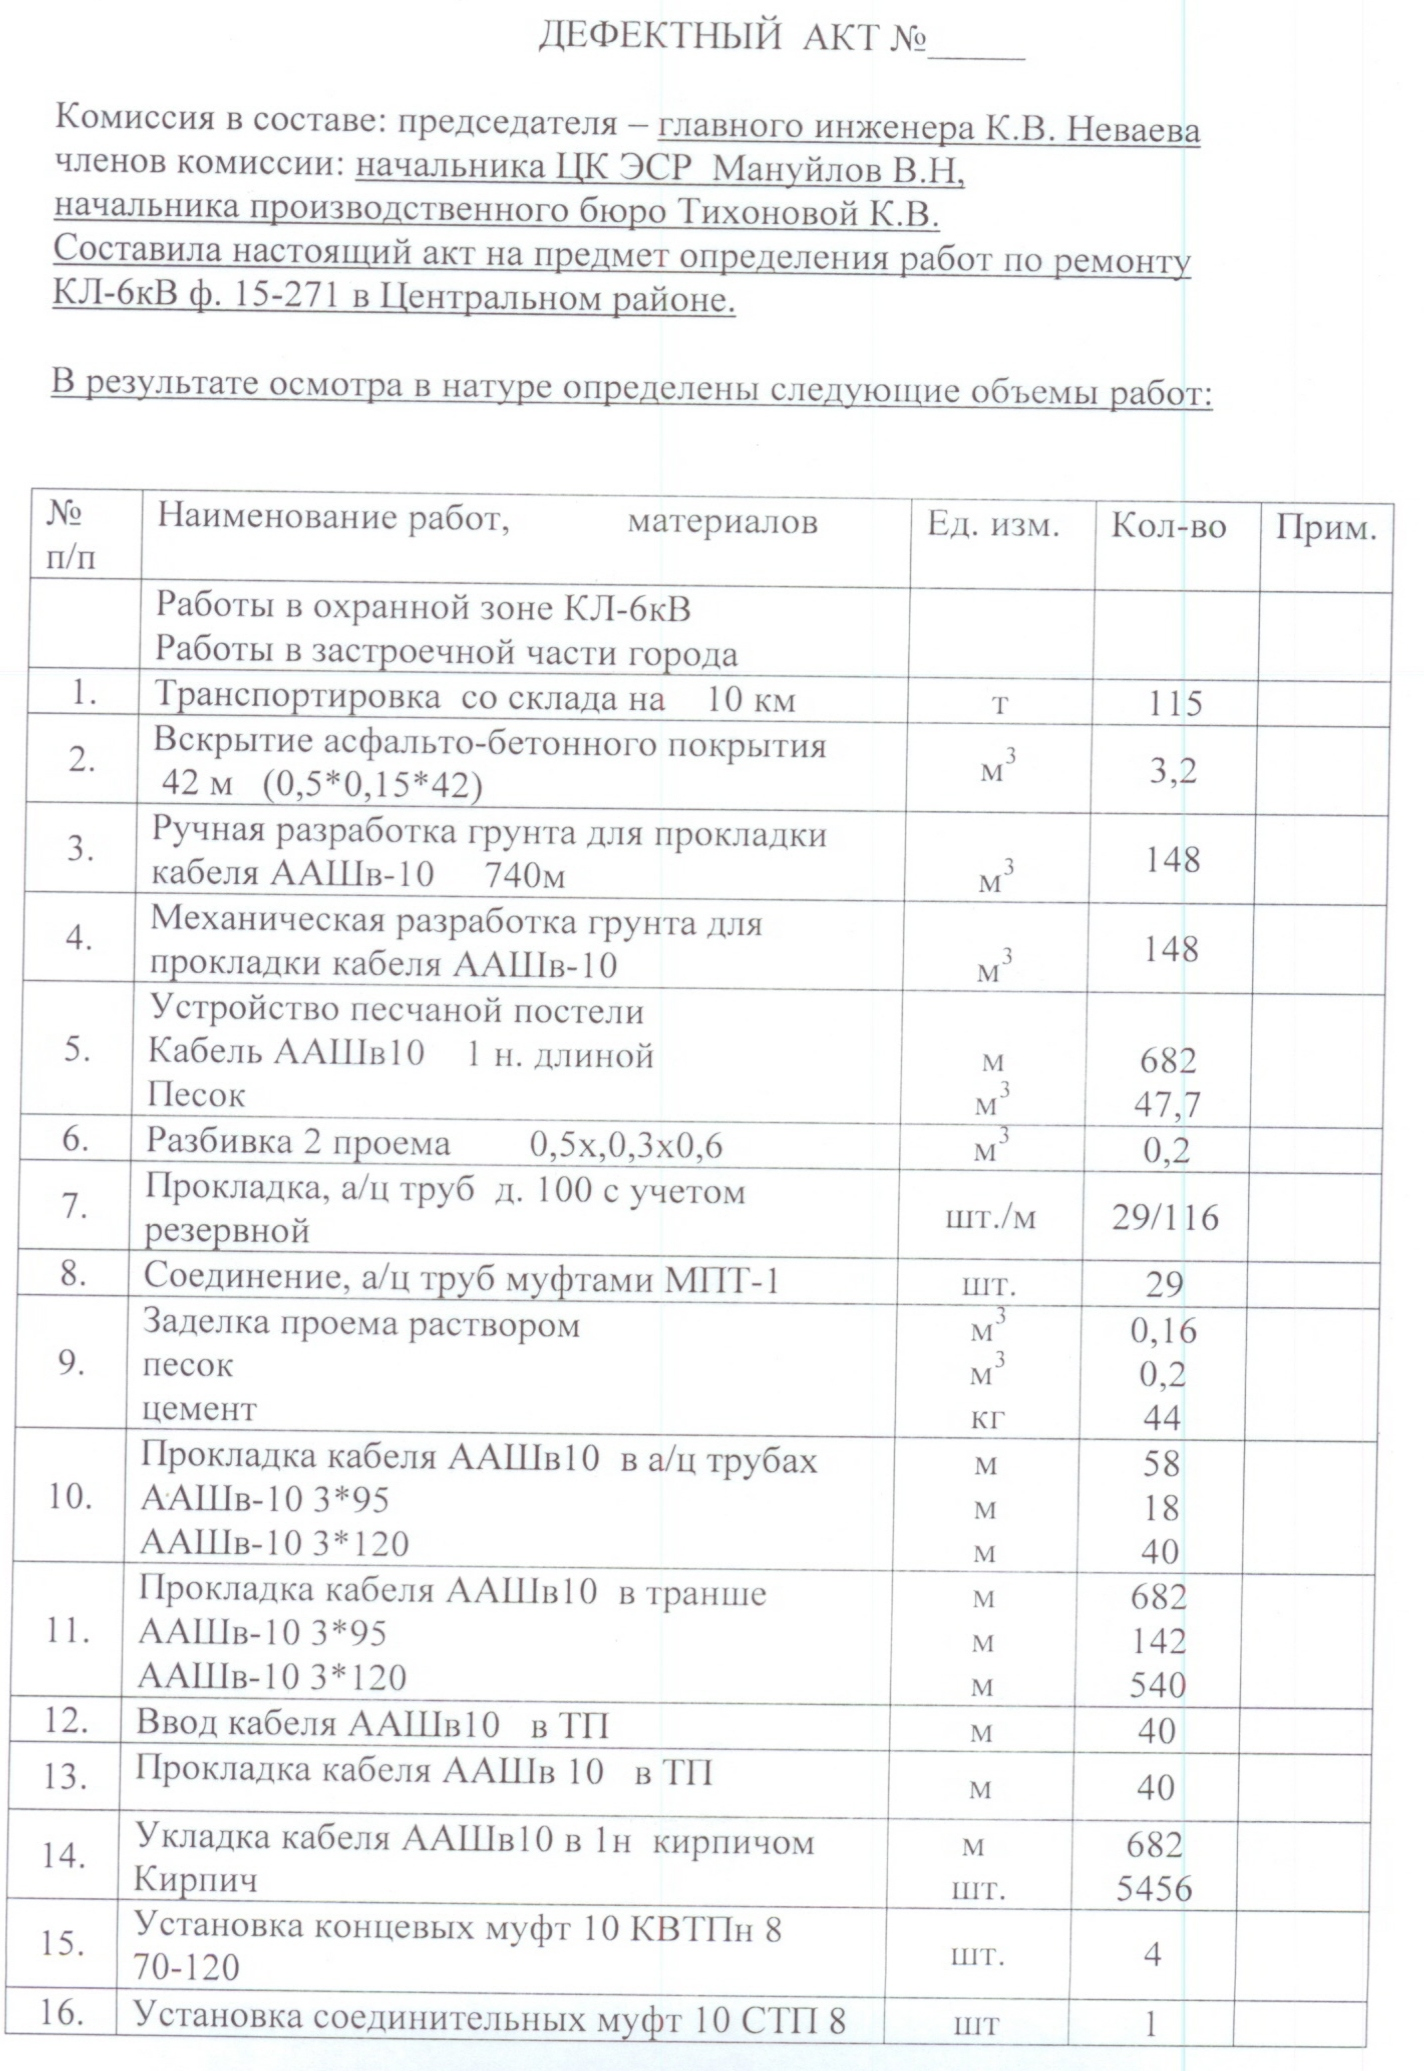 ДЕФЕКТНЫЙ АКТ №_____
Комиссия в составе: председателя – главного инженера К.В. Неваева
членов комиссии: начальника ЦК ЭСР Мануйлов В.Н,
начальника производственного бюро Тихоновой К.В.
Составила настоящий акт на предмет определения работ по ремонту
КЛ-6кВ ф. 15-271 в Центральном районе.
В результате осмотра в натуре определены следующие объемы работ:
№ п/п Наименование работ, материалов Ед. изм. Кол-во Прим.
Работы в охранной зоне КЛ-6кВ
Работы в застроечной части города
1. Транспортировка со склада на 10 км т 115
2. Вскрытие асфальто-бетонного покрытия
42 м (0,5*0,15*42) м³ 3,2
3. Ручная разработка грунта для прокладки
кабеля ААШв-10 740м м³ 148
4. Механическая разработка грунта для
прокладки кабеля ААШв-10 м³ 148
5. Устройство песчаной постели
Кабель ААШв10 1 н. длиной м 682
Песок м³ 47,7
6. Разбивка 2 проема 0,5х,0,3х0,6 м³ 0,2
7. Прокладка, а/ц труб д. 100 с учетом
резервной шт./м 29/116
8. Соединение, а/ц труб муфтами МПТ-1 шт. 29
9. Заделка проема раствором м³ 0,16
песок м³ 0,2
цемент кг 44
10. Прокладка кабеля ААШв10 в а/ц трубах м 58
ААШв-10 3*95 м 18
ААШв-10 3*120 м 40
11. Прокладка кабеля ААШв10 в транше м 682
ААШв-10 3*95 м 142
ААШв-10 3*120 м 540
12. Ввод кабеля ААШв10 в ТП м 40
13. Прокладка кабеля ААШв 10 в ТП м 40
14. Укладка кабеля ААШв10 в 1н кирпичом м 682
Кирпич шт. 5456
15. Установка концевых муфт 10 КВТПн 8
70-120 шт. 4
16. Установка соединительных муфт 10 СТП 8 шт 1